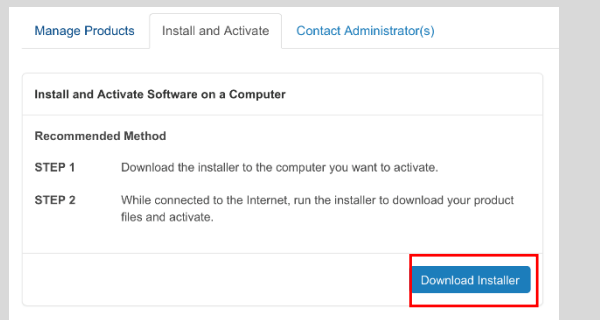 Manage Products Install and Activate Contact Administrator(s)
Install and Activate Software on a Computer
Recommended Method
STEP 1 Download the installer to the computer you want to activate.
STEP 2 While connected to the Internet, run the installer to download your product
files and activate.
Download Installer